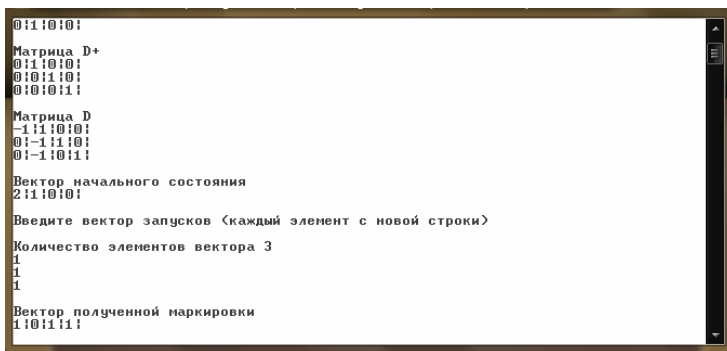 0¦1¦0¦0¦
Матрица D+
0¦1¦0¦0¦
0¦0¦1¦0¦
0¦0¦0¦1¦
Матрица D
-1¦1¦0¦0¦
0¦-1¦1¦0¦
0¦-1¦0¦1¦
Вектор начального состояния
2¦1¦0¦0¦
Введите вектор запусков (каждый элемент с новой строки)
Количество элементов вектора 3
1
1
1
Вектор полученной маркировки
1¦0¦1¦1¦